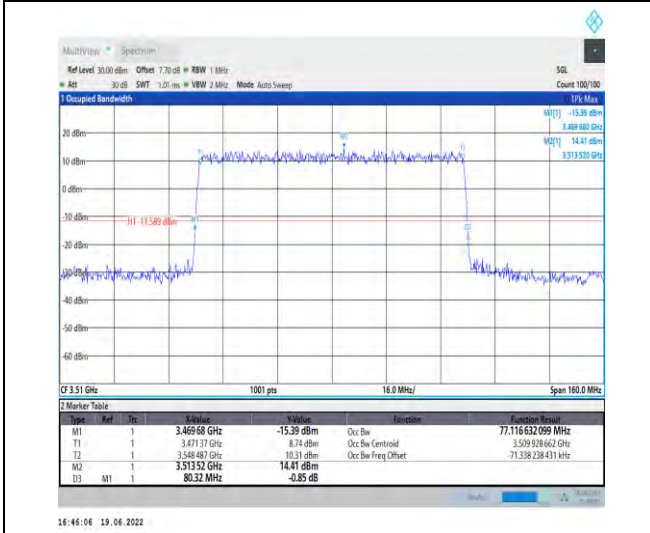 MultiView Spectrum
Ref Level 30.00 dBm Offset 7.70 dB RBW 1 MHz SGL
Att 30 dB SWT 1.01 ms VBW 2 MHz Mode Auto Sweep Count 100/100
1 Occupied Bandwidth 1Pk Max
M1[1] -15.39 dBm
3.469 680 GHz
M2[1] 14.41 dBm
3.513 520 GHz
20 dBm
M2
T1
T2
10 dBm
0 dBm
-10 dBm
H1 -11.589 dBm
M1
D3
-30 dBm
-40 dBm
-50 dBm
-60 dBm
CF 3.51 GHz 1001 pts 16.0 MHz/ Span 160.0 MHz
2 Marker Table
Type Ref Trc X-Value Y-Value Function Function Result
M1 1 3.469 68 GHz -15.39 dBm Occ Bw 77.116 632 099 MHz
T1 1 3.471 37 GHz 8.74 dBm Occ Bw Centroid 3.509 928 662 GHz
T2 1 3.548 487 GHz 10.31 dBm Occ Bw Freq Offset -71.338 238 431 kHz
M2 1 3.513 52 GHz 14.41 dBm
D3 M1 1 80.32 MHz -0.85 dB
16:46:06 19.06.2022